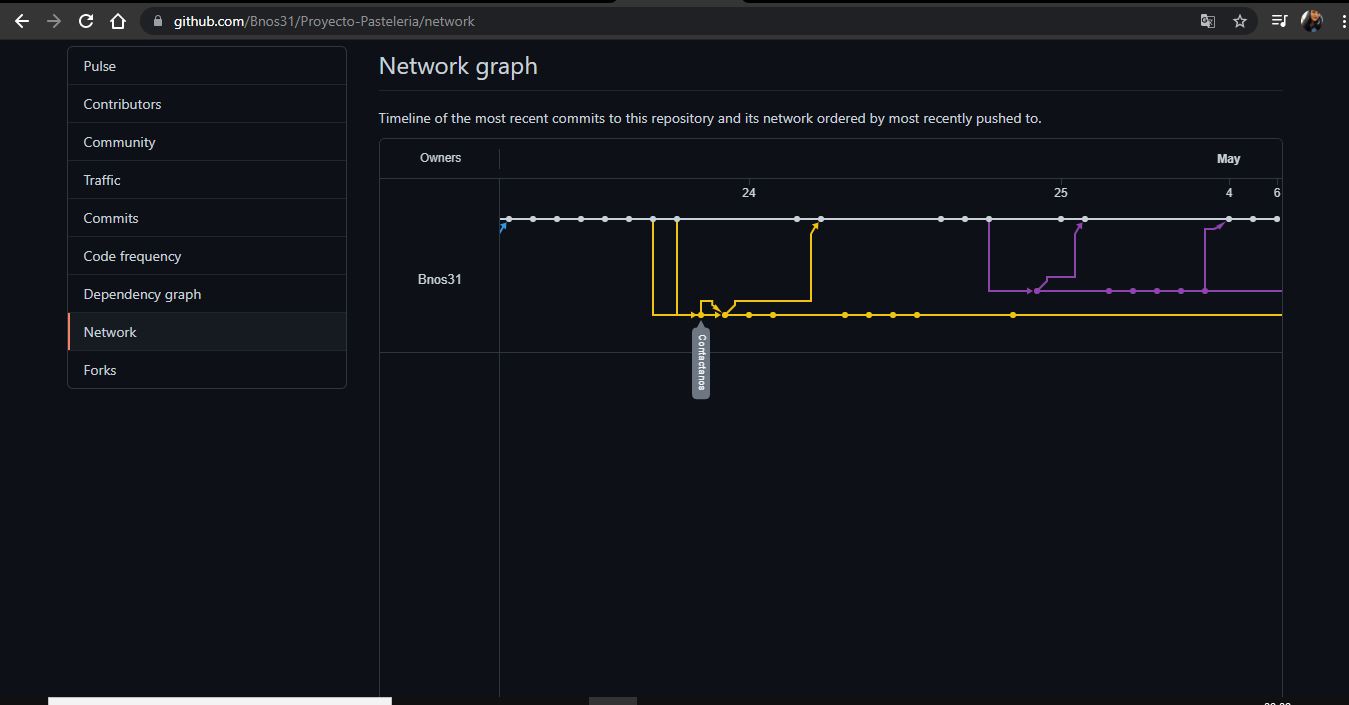 github.com/Bnos31/Proyecto-Pasteleria/network
Pulse
Contributors
Community
Traffic
Commits
Code frequency
Dependency graph
Network
Forks
Network graph
Timeline of the most recent commits to this repository and its network ordered by most recently pushed to.
Owners
May
24
25
4
6
Bnos31
Contactanos